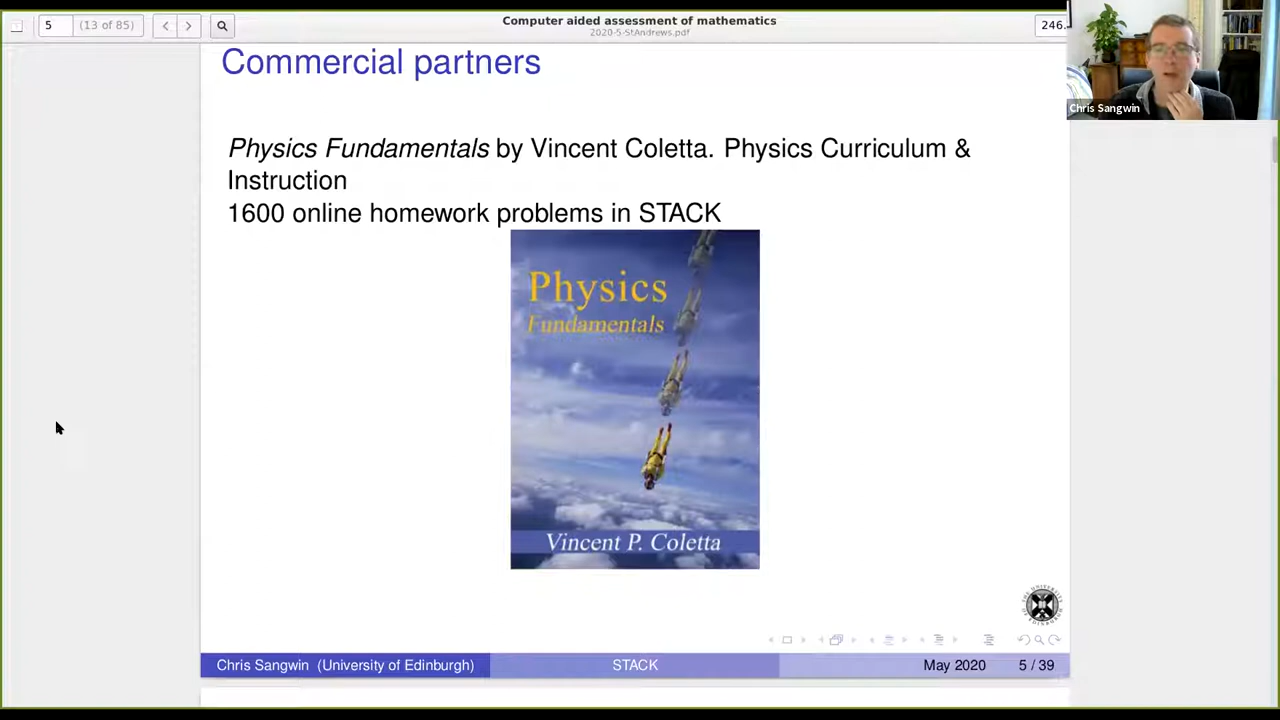 5
(13 of 85)
Computer aided assessment of mathematics
2020-5-StAndrews.pdf
246.
Chris Sangwin
Commercial partners
Physics Fundamentals by Vincent Coletta. Physics Curriculum &
Instruction
1600 online homework problems in STACK
Physics
Fundamentals
Vincent P. Coletta
Chris Sangwin (University of Edinburgh)
STACK
May 2020
5 / 39